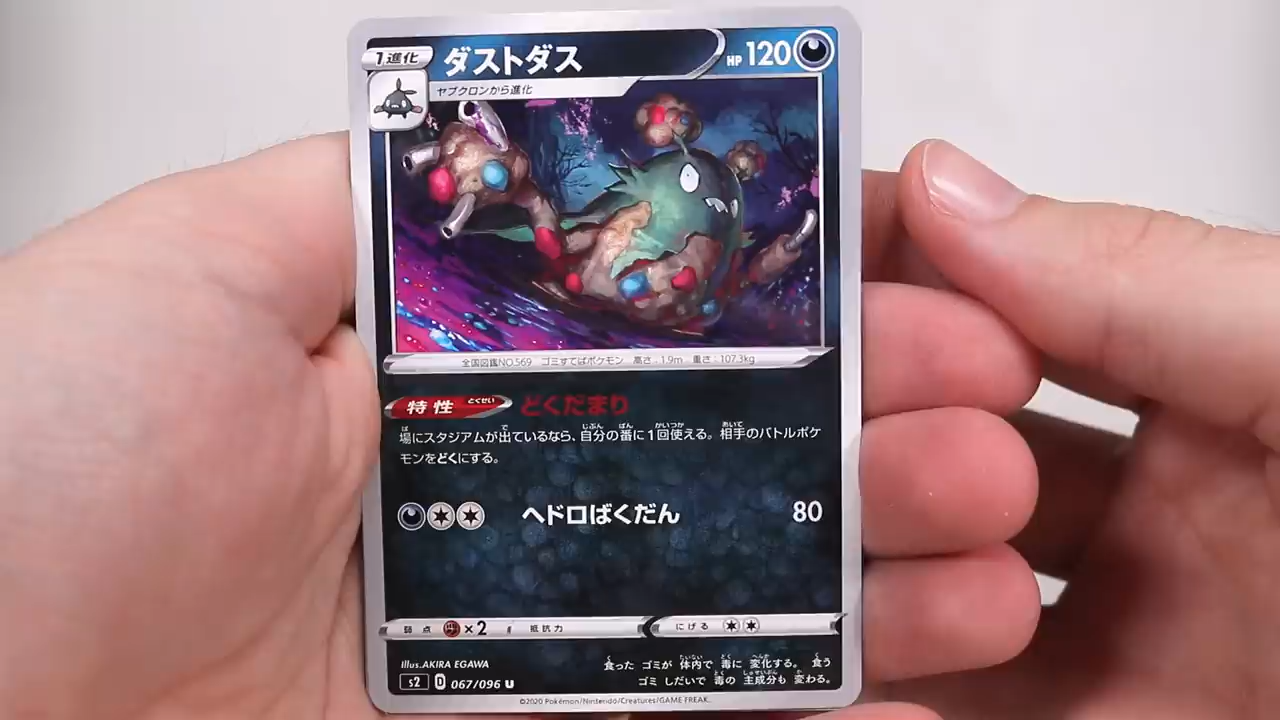 1進化
ダストダス
HP 120
ヤブクロンから進化
全国図鑑NO.569 ゴミすてばポケモン 高さ:1.9m 重さ:107.3kg
特性 とくせい どくだまり
場にスタジアムが出ているなら、自分の番に1回使える。相手のバトルポケ
モンをどくにする。
ヘドロばくだん 80
弱点 ×2 抵抗力 にげる
illus.AKIRA EGAWA
食った ゴミが 体内で 毒に 変化する。 食う
ゴミ しだいで 毒の 主成分も 変わる。
s2 D 067/096 U
©2020 Pokémon/Nintendo/Creatures/GAME FREAK.